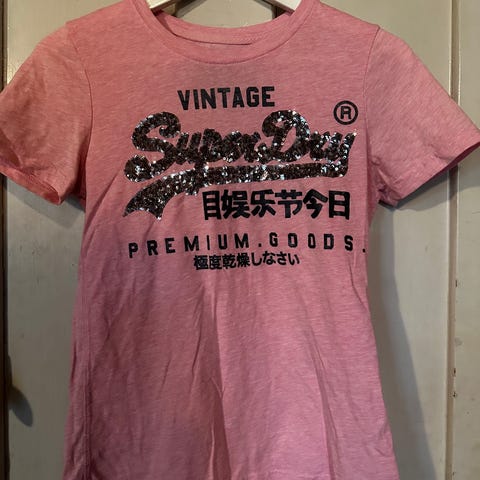 VINTAGE
®
SuperDry
目娱乐节今日
PREMIUM.GOODS.
極度乾燥しなさい